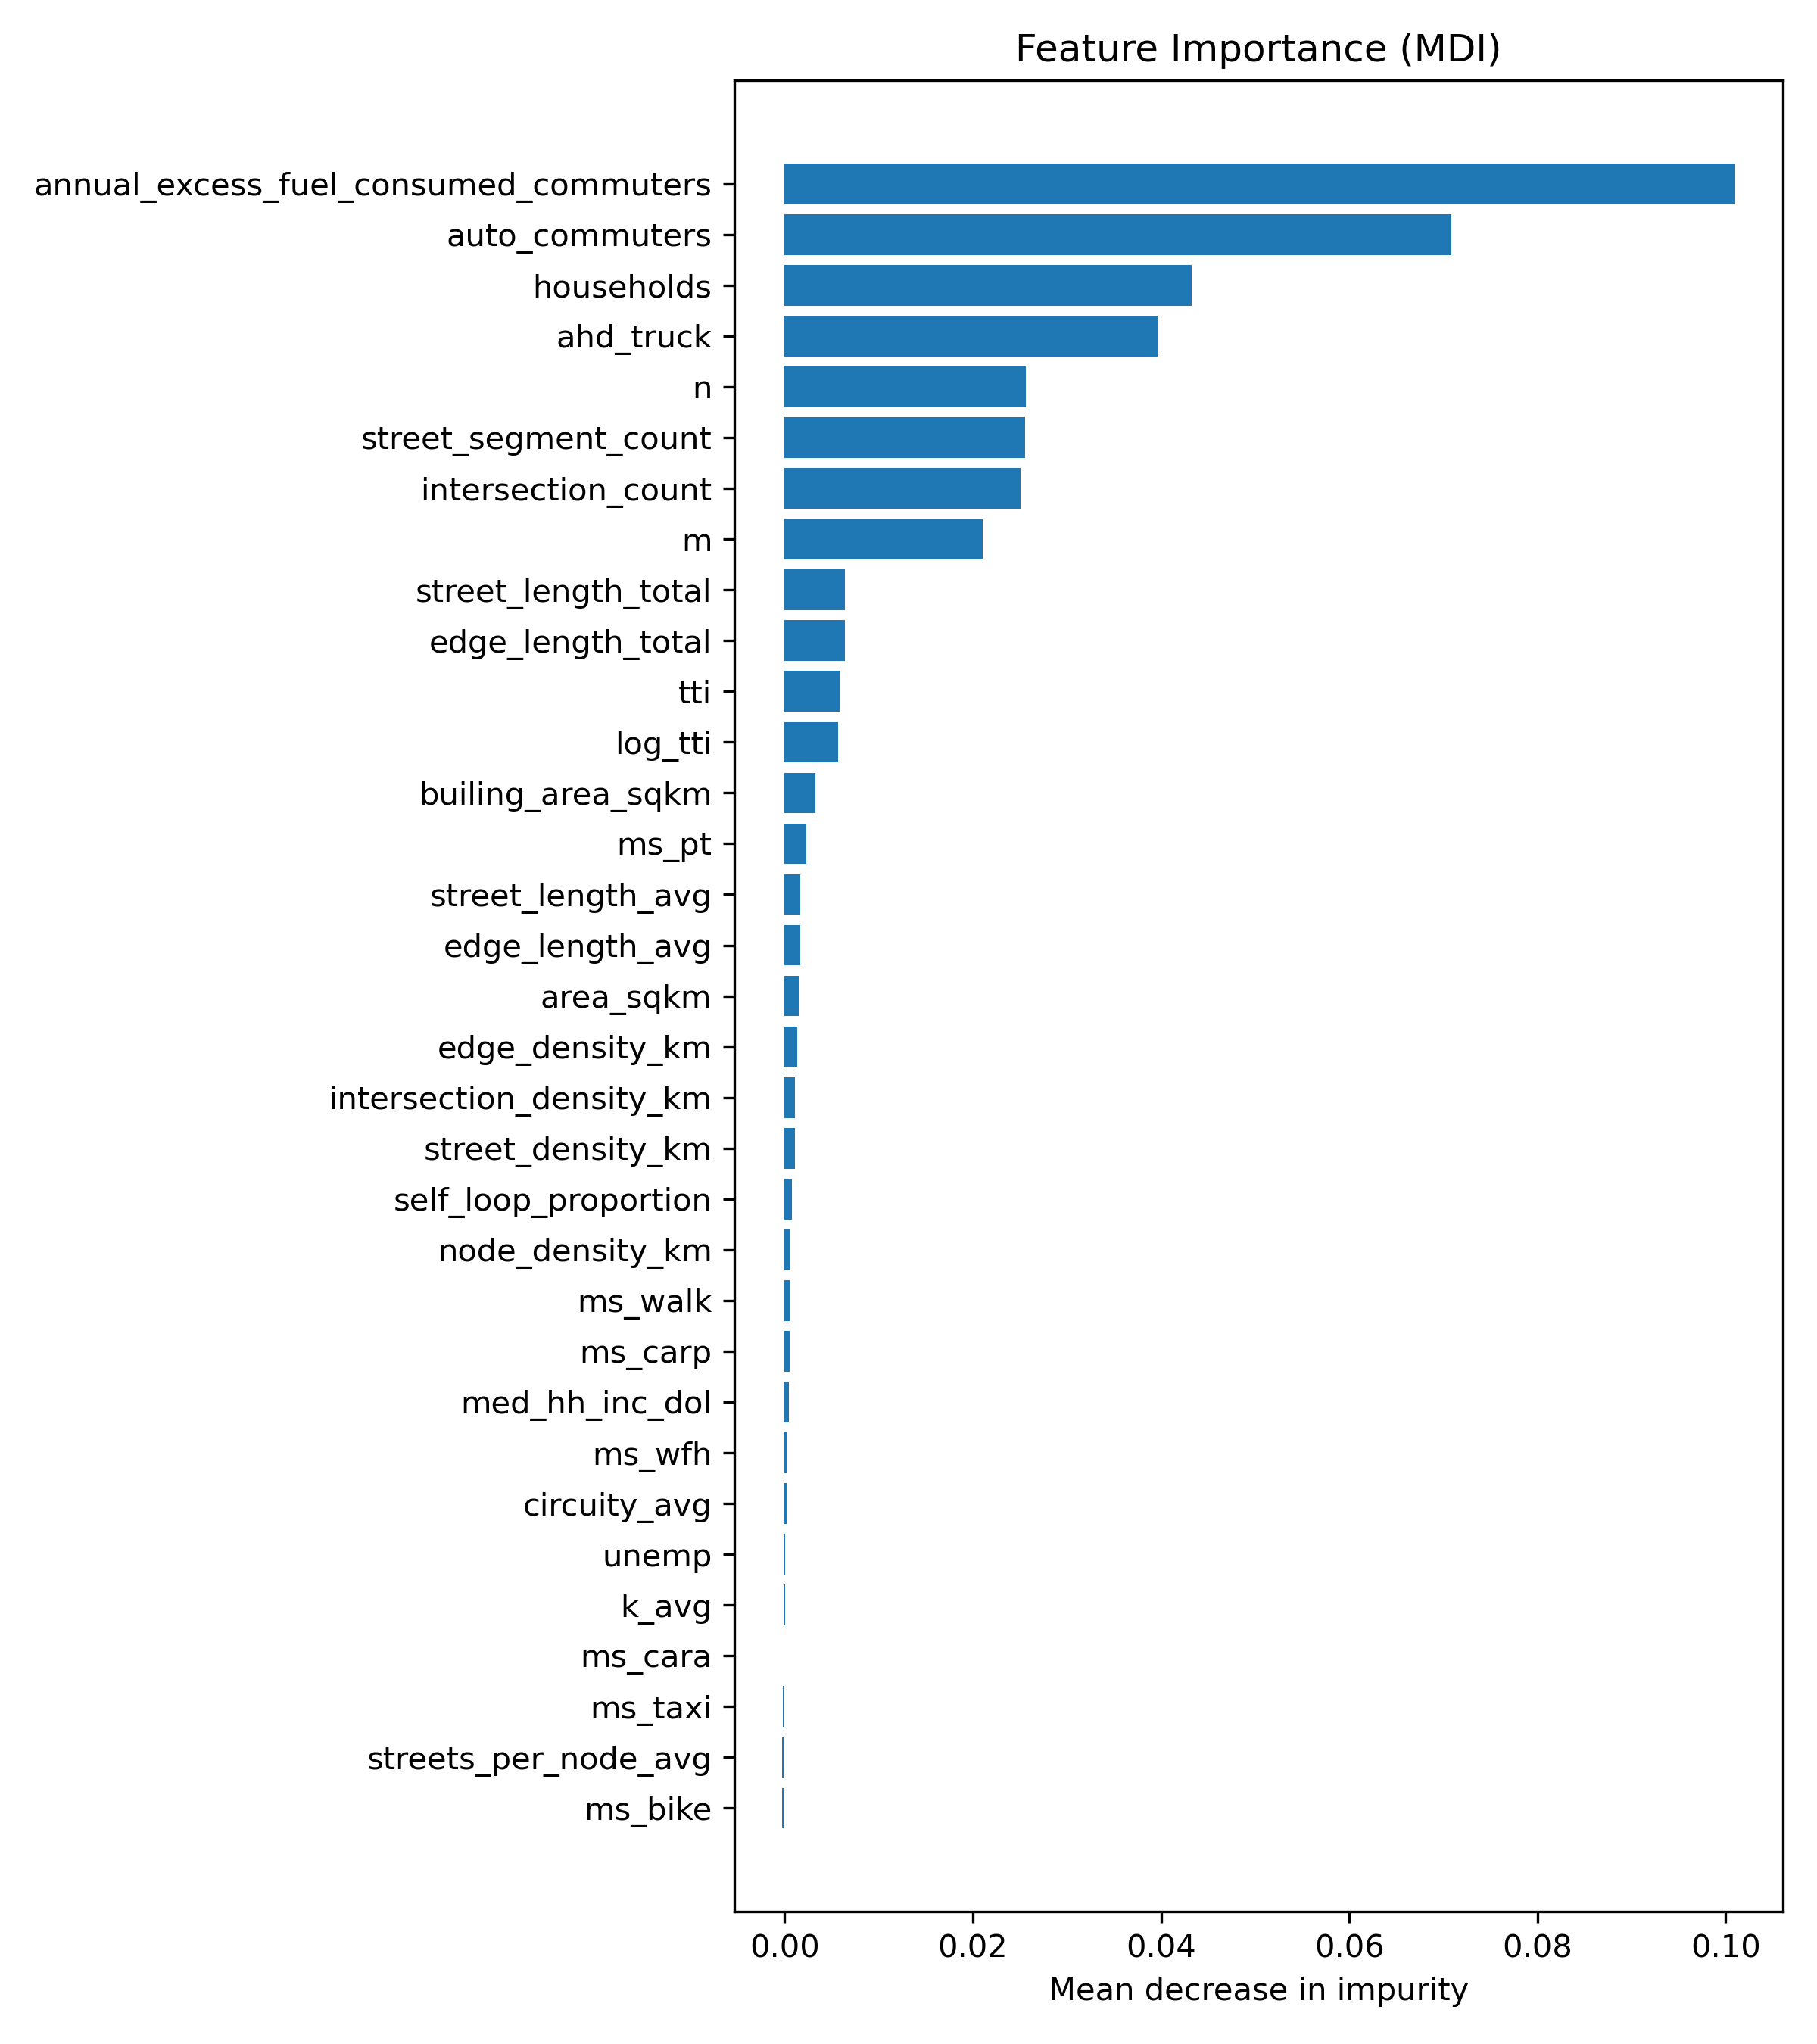 Feature Importance (MDI)
annual_excess_fuel_consumed_commuters
auto_commuters
households
ahd_truck
n
street_segment_count
intersection_count
m
street_length_total
edge_length_total
tti
log_tti
builing_area_sqkm
ms_pt
street_length_avg
edge_length_avg
area_sqkm
edge_density_km
intersection_density_km
street_density_km
self_loop_proportion
node_density_km
ms_walk
ms_carp
med_hh_inc_dol
ms_wfh
circuity_avg
unemp
k_avg
ms_cara
ms_taxi
streets_per_node_avg
ms_bike
0.00 0.02 0.04 0.06 0.08 0.10
Mean decrease in impurity